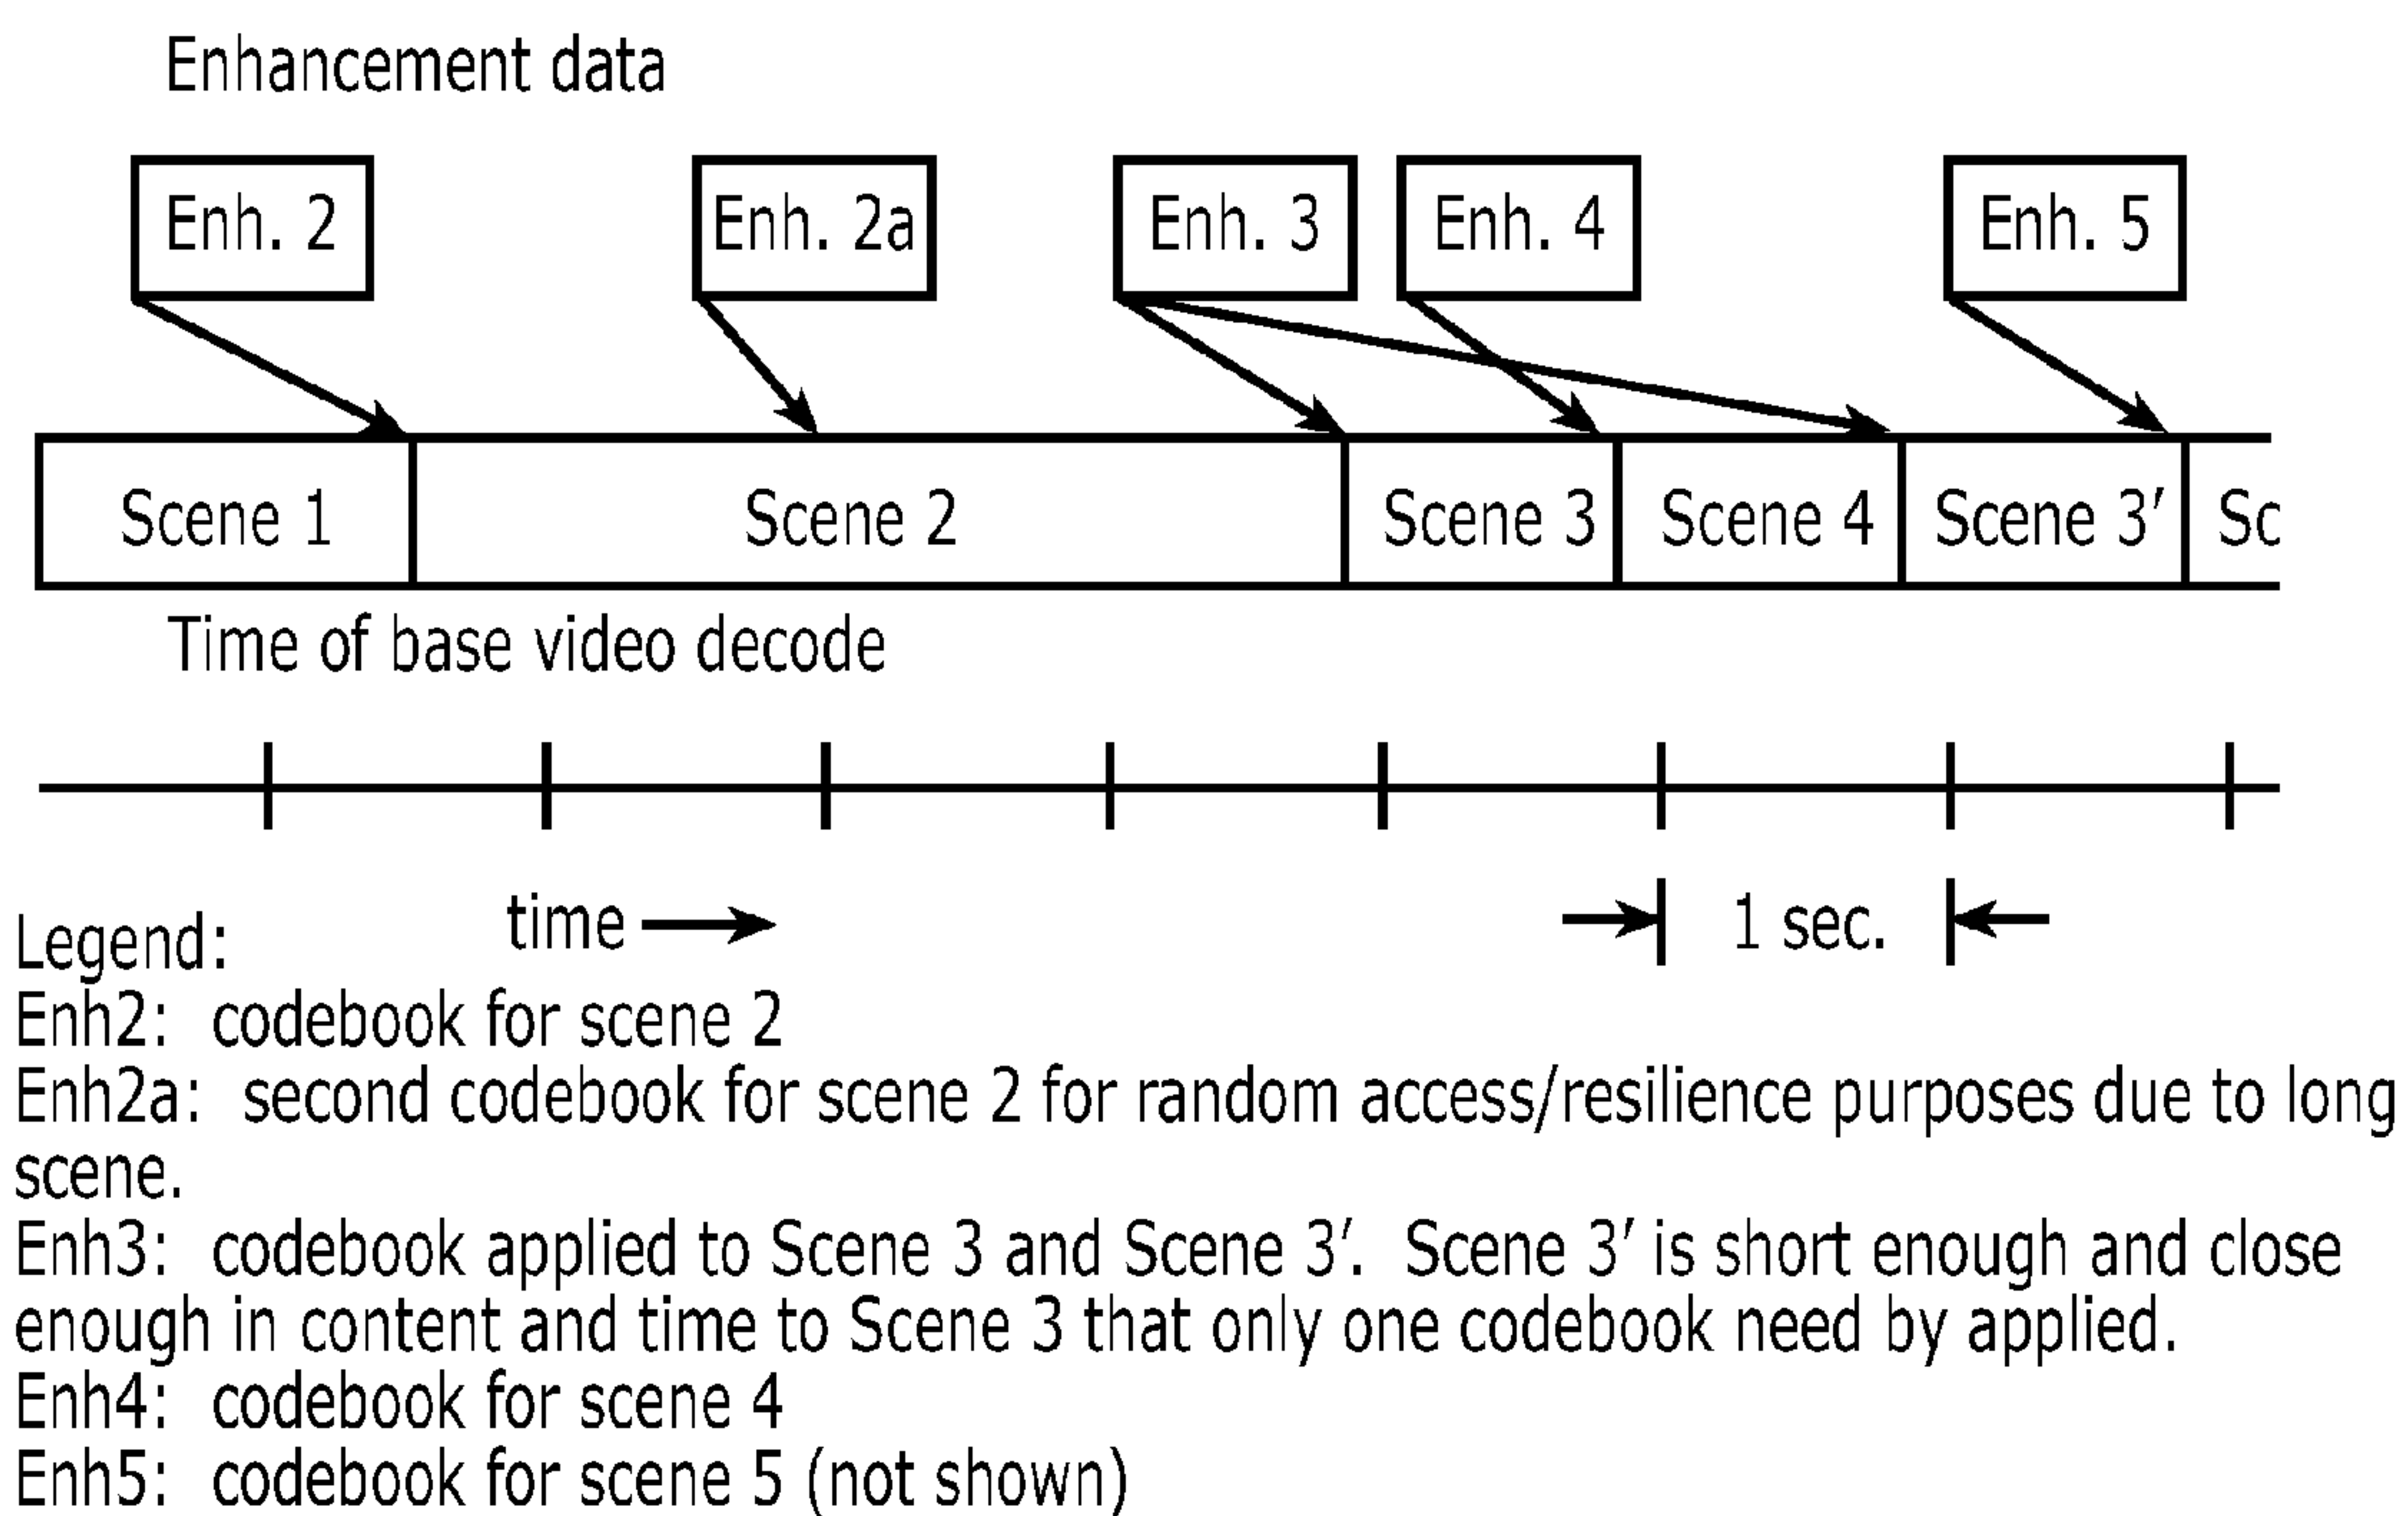 Enhancement data
Enh. 2
Enh. 2a
Enh. 3
Enh. 4
Enh. 5
Scene 1
Scene 2
Scene 3
Scene 4
Scene 3′
Sc
Time of base video decode
time
1 sec.
Legend:
Enh2: codebook for scene 2
Enh2a: second codebook for scene 2 for random access/resilience purposes due to long
scene.
Enh3: codebook applied to Scene 3 and Scene 3′. Scene 3′ is short enough and close
enough in content and time to Scene 3 that only one codebook need by applied.
Enh4: codebook for scene 4
Enh5: codebook for scene 5 (not shown)